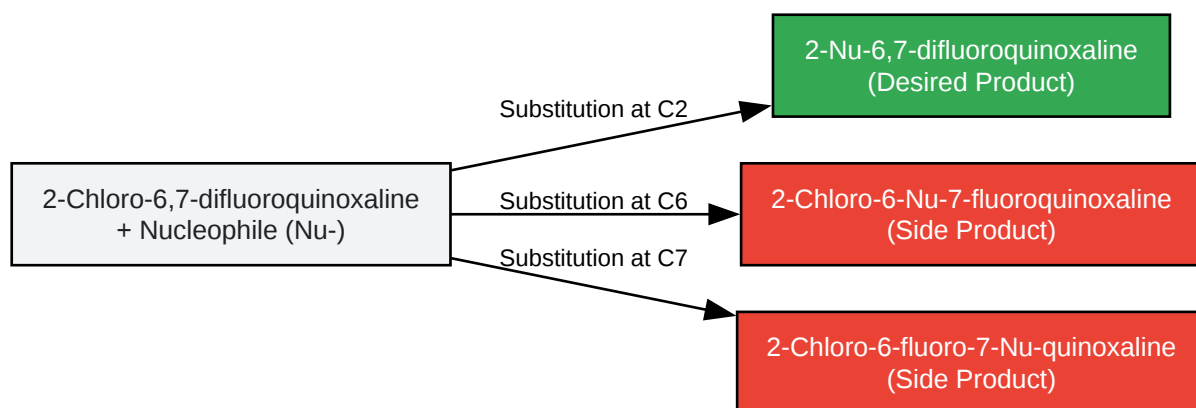 2-Nu-6,7-difluoroquinoxaline
(Desired Product)
Substitution at C2
2-Chloro-6,7-difluoroquinoxaline
+ Nucleophile (Nu-)
Substitution at C6
2-Chloro-6-Nu-7-fluoroquinoxaline
(Side Product)
Substitution at C7
2-Chloro-6-fluoro-7-Nu-quinoxaline
(Side Product)